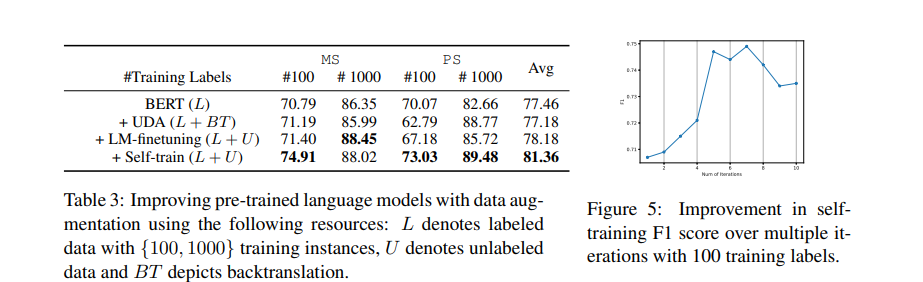 MS PS
#Training Labels #100 # 1000 #100 # 1000 Avg
BERT (L) 70.79 86.35 70.07 82.66 77.46
+ UDA (L + BT) 71.19 85.99 62.79 88.77 77.18
+ LM-finetuning (L + U) 71.40 88.45 67.18 85.72 78.18
+ Self-train (L + U) 74.91 88.02 73.03 89.48 81.36
Table 3: Improving pre-trained language models with data aug-
mentation using the following resources: L denotes labeled
data with {100, 1000} training instances, U denotes unlabeled
data and BT depicts backtranslation.
0.75
0.74
0.73
0.72
0.71
F1
2 4 6 8 10
Num of Iterations
Figure 5: Improvement in self-
training F1 score over multiple it-
erations with 100 training labels.